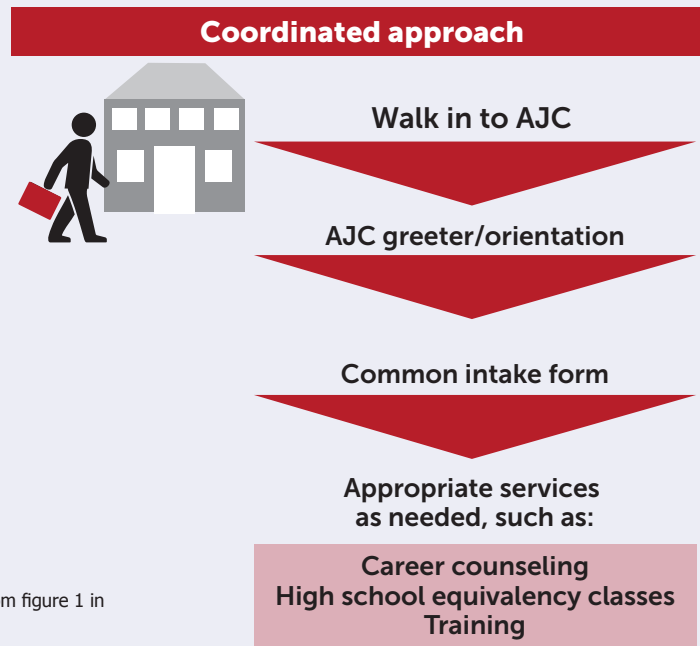 Coordinated approach
Walk in to AJC
AJC greeter/orientation
Common intake form
Appropriate services
as needed, such as:
Career counseling
High school equivalency classes
Training
figure 1 in